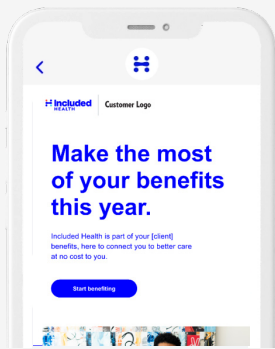 Included
HEALTH
Customer Logo
Make the most
of your benefits
this year.
Included Health is part of your [client]
benefits, here to connect you to better care
at no cost to you.
Start benefiting